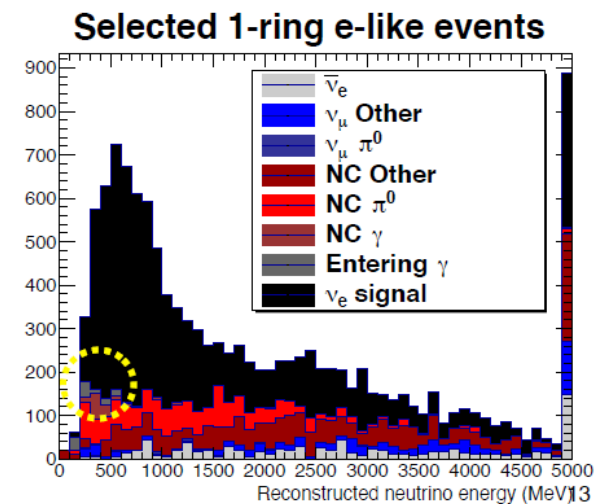 Selected 1-ring e-like events
900
800
700
600
500
400
300
200
100
0
ν̅e
νμ Other
νμ π0
NC Other
NC π0
NC γ
Entering γ
νe signal
0 500 1000 1500 2000 2500 3000 3500 4000 4500 5000
Reconstructed neutrino energy (MeV)
13